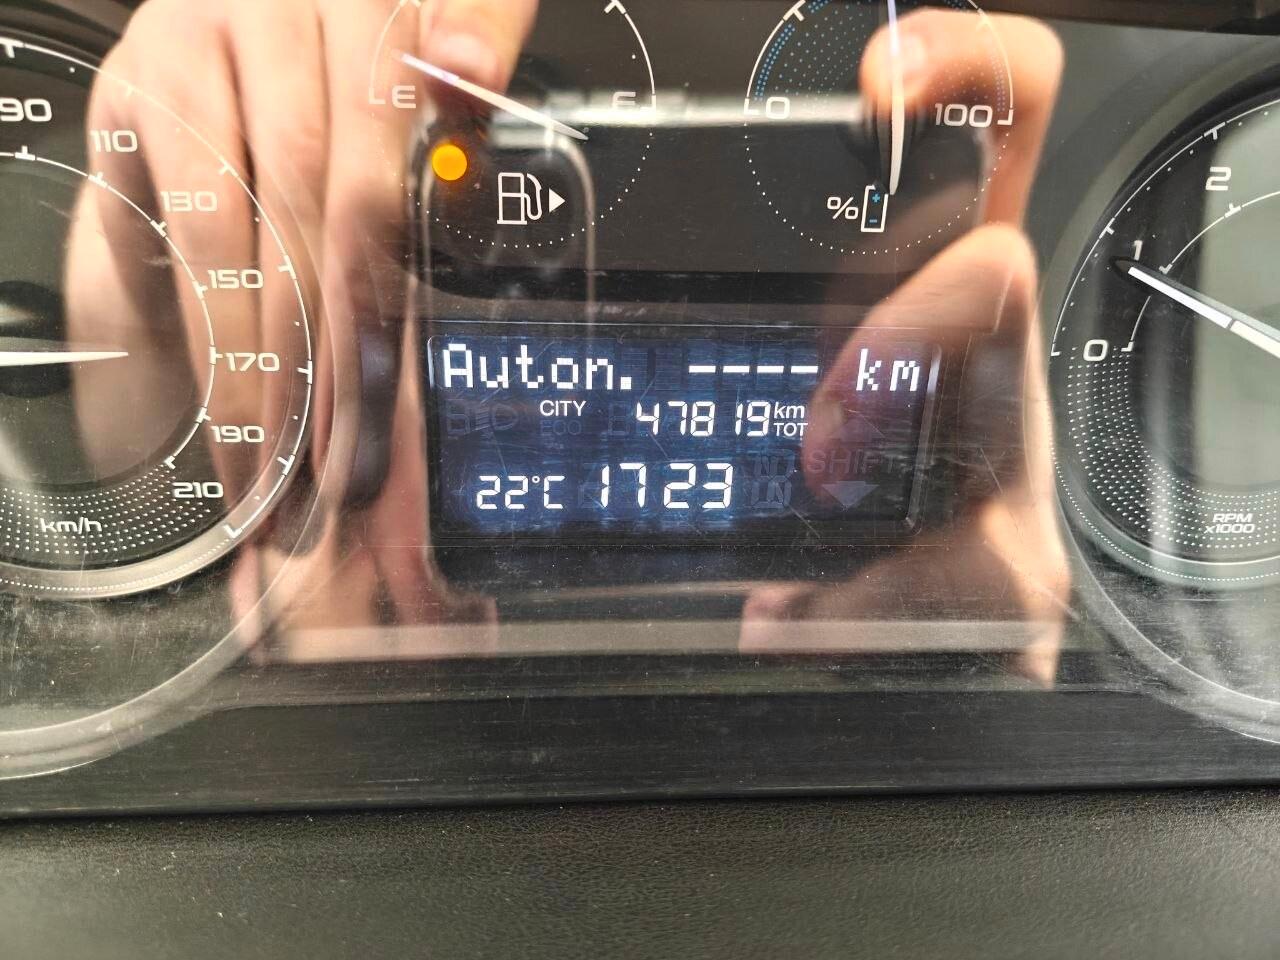 E F
0 100
%
90
110
130
150
170
190
210
km/h
Auton. ---- km
CITY 47819 km TOT
ECO
SHIFT
22°C 1723
0
1
2
RPM
x1000